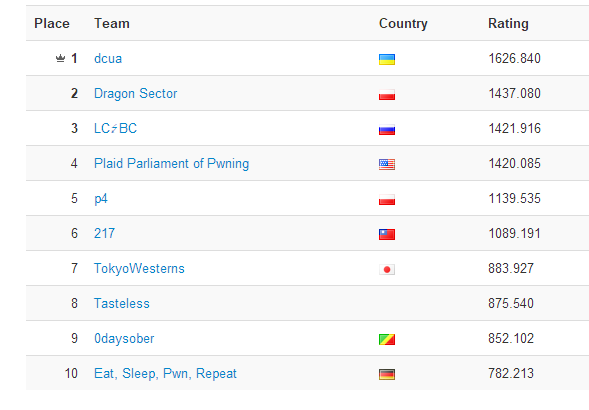 Place Team Country Rating
1 dcua 1626.840
2 Dragon Sector 1437.080
3 LC⚡BC 1421.916
4 Plaid Parliament of Pwning 1420.085
5 p4 1139.535
6 217 1089.191
7 TokyoWesterns 883.927
8 Tasteless 875.540
9 0daysober 852.102
10 Eat, Sleep, Pwn, Repeat 782.213